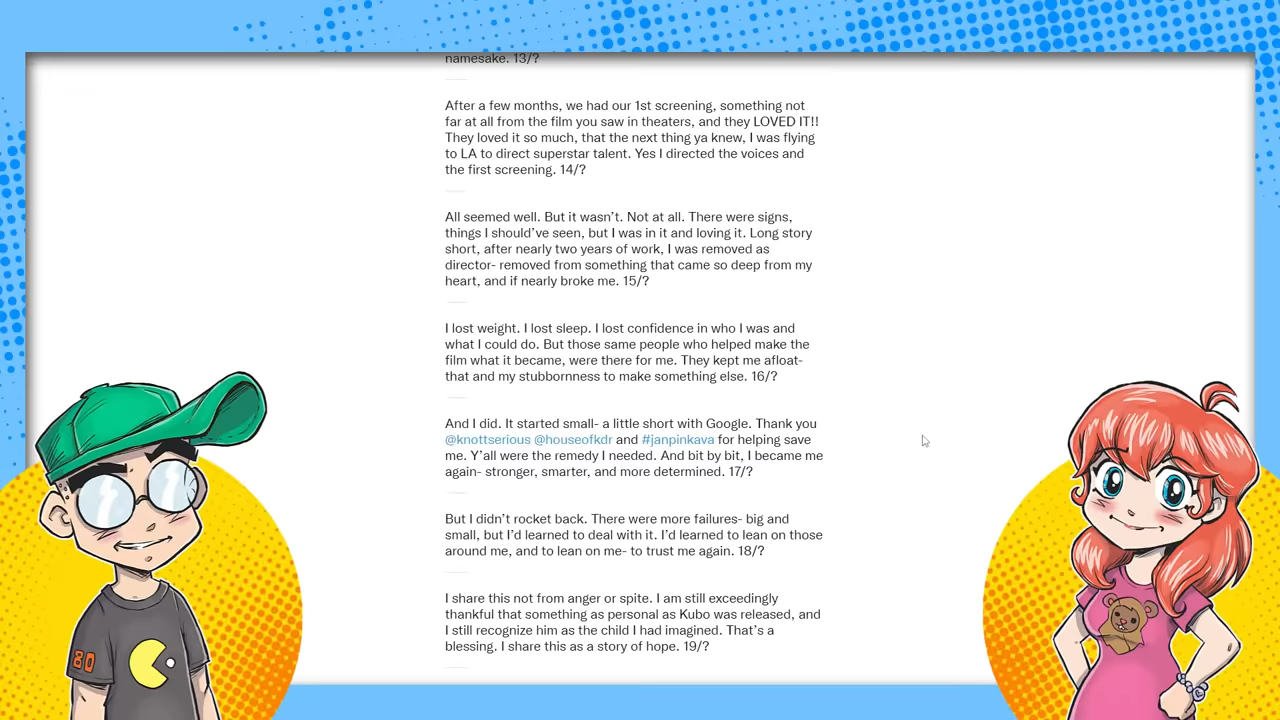 namesake. 13/?
After a few months, we had our 1st screening, something not
far at all from the film you saw in theaters, and they LOVED IT!!
They loved it so much, that the next thing ya knew, I was flying
to LA to direct superstar talent. Yes I directed the voices and
the first screening. 14/?
All seemed well. But it wasn’t. Not at all. There were signs,
things I should’ve seen, but I was in it and loving it. Long story
short, after nearly two years of work, I was removed as
director- removed from something that came so deep from my
heart, and if nearly broke me. 15/?
I lost weight. I lost sleep. I lost confidence in who I was and
what I could do. But those same people who helped make the
film what it became, were there for me. They kept me afloat-
that and my stubbornness to make something else. 16/?
And I did. It started small- a little short with Google. Thank you
@knottserious @houseofkdr and #janpinkava for helping save
me. Y’all were the remedy I needed. And bit by bit, I became me
again- stronger, smarter, and more determined. 17/?
But I didn’t rocket back. There were more failures- big and
small, but I’d learned to deal with it. I’d learned to lean on those
around me, and to lean on me- to trust me again. 18/?
I share this not from anger or spite. I am still exceedingly
thankful that something as personal as Kubo was released, and
I still recognize him as the child I had imagined. That’s a
blessing. I share this as a story of hope. 19/?
80